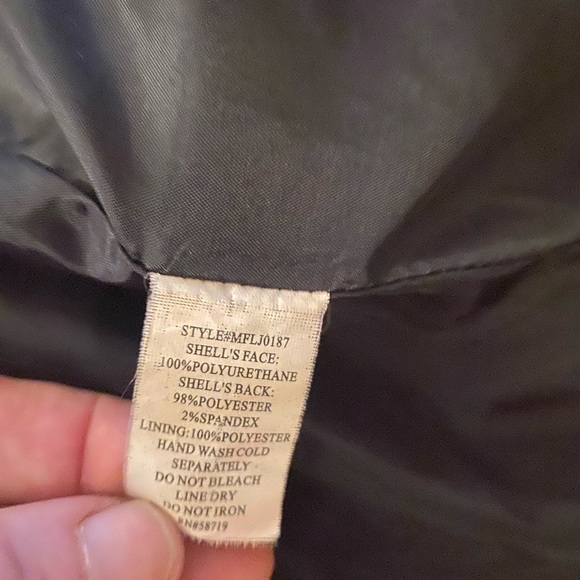 STYLE#MFLJ0187
SHELL'S FACE:
100%POLYURETHANE
SHELL'S BACK:
98%POLYESTER
2%SPANDEX
LINING:100%POLYESTER
HAND WASH COLD
SEPARATELY
DO NOT BLEACH
LINE DRY
DO NOT IRON
RN#58719